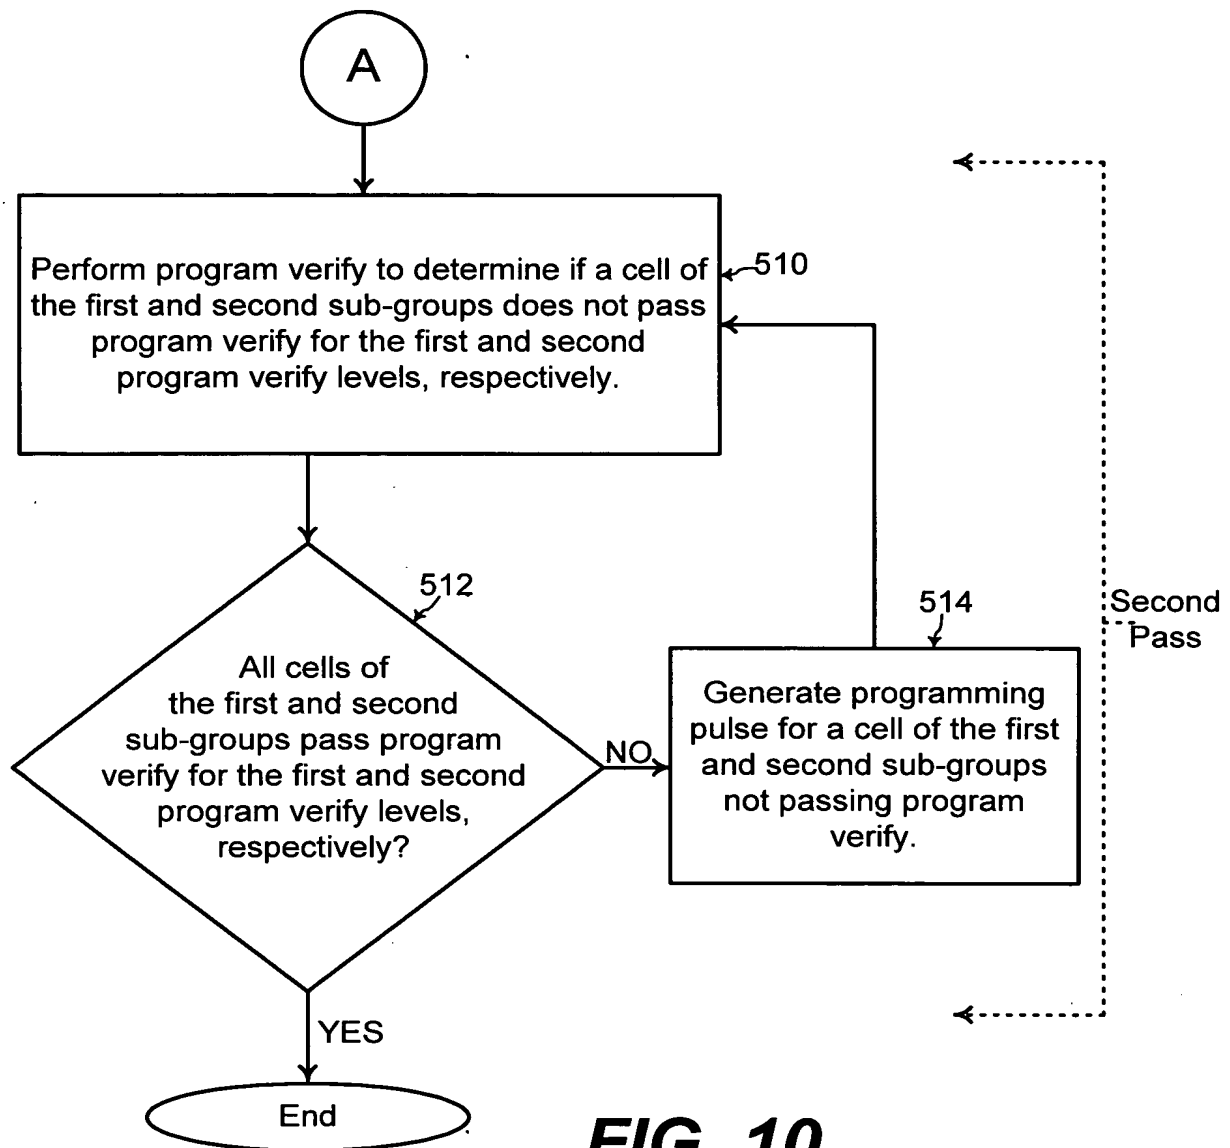 A
Perform program verify to determine if a cell of
the first and second sub-groups does not pass
program verify for the first and second
program verify levels, respectively.
510
512
All cells of
the first and second
sub-groups pass program
verify for the first and second
program verify levels,
respectively?
NO
514
Generate programming
pulse for a cell of the first
and second sub-groups
not passing program
verify.
Second
Pass
YES
End
FIG. 10